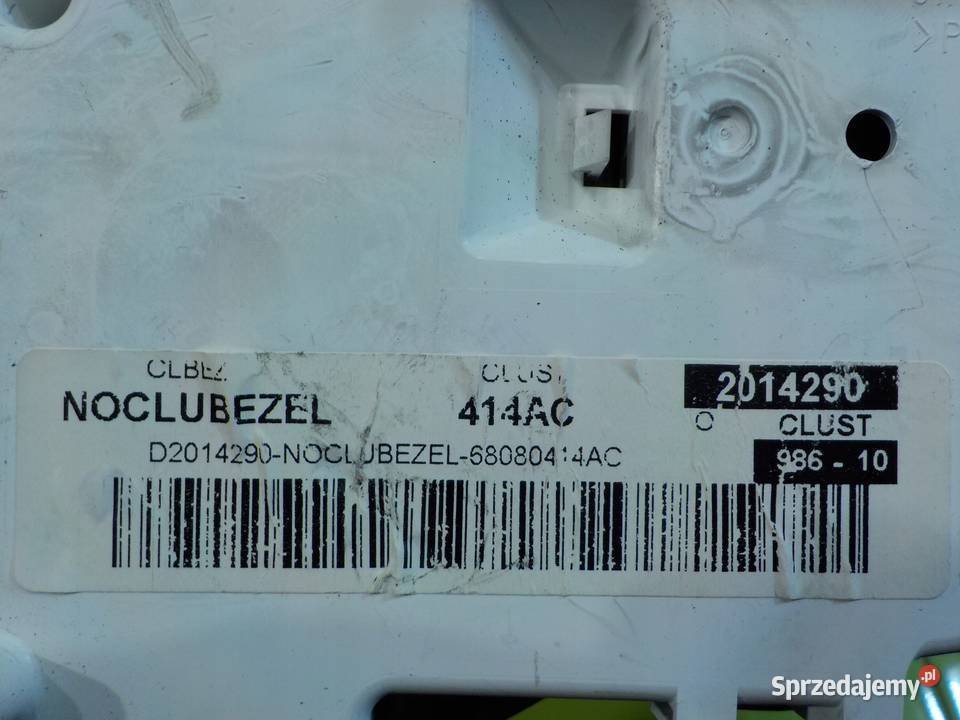 >P
CLBEZ CLUST 2014290
NOCLUBEZEL 414AC O CLUST
D2014290-NOCLUBEZEL-68080414AC 986 - 10
Sprzedajemy.pl